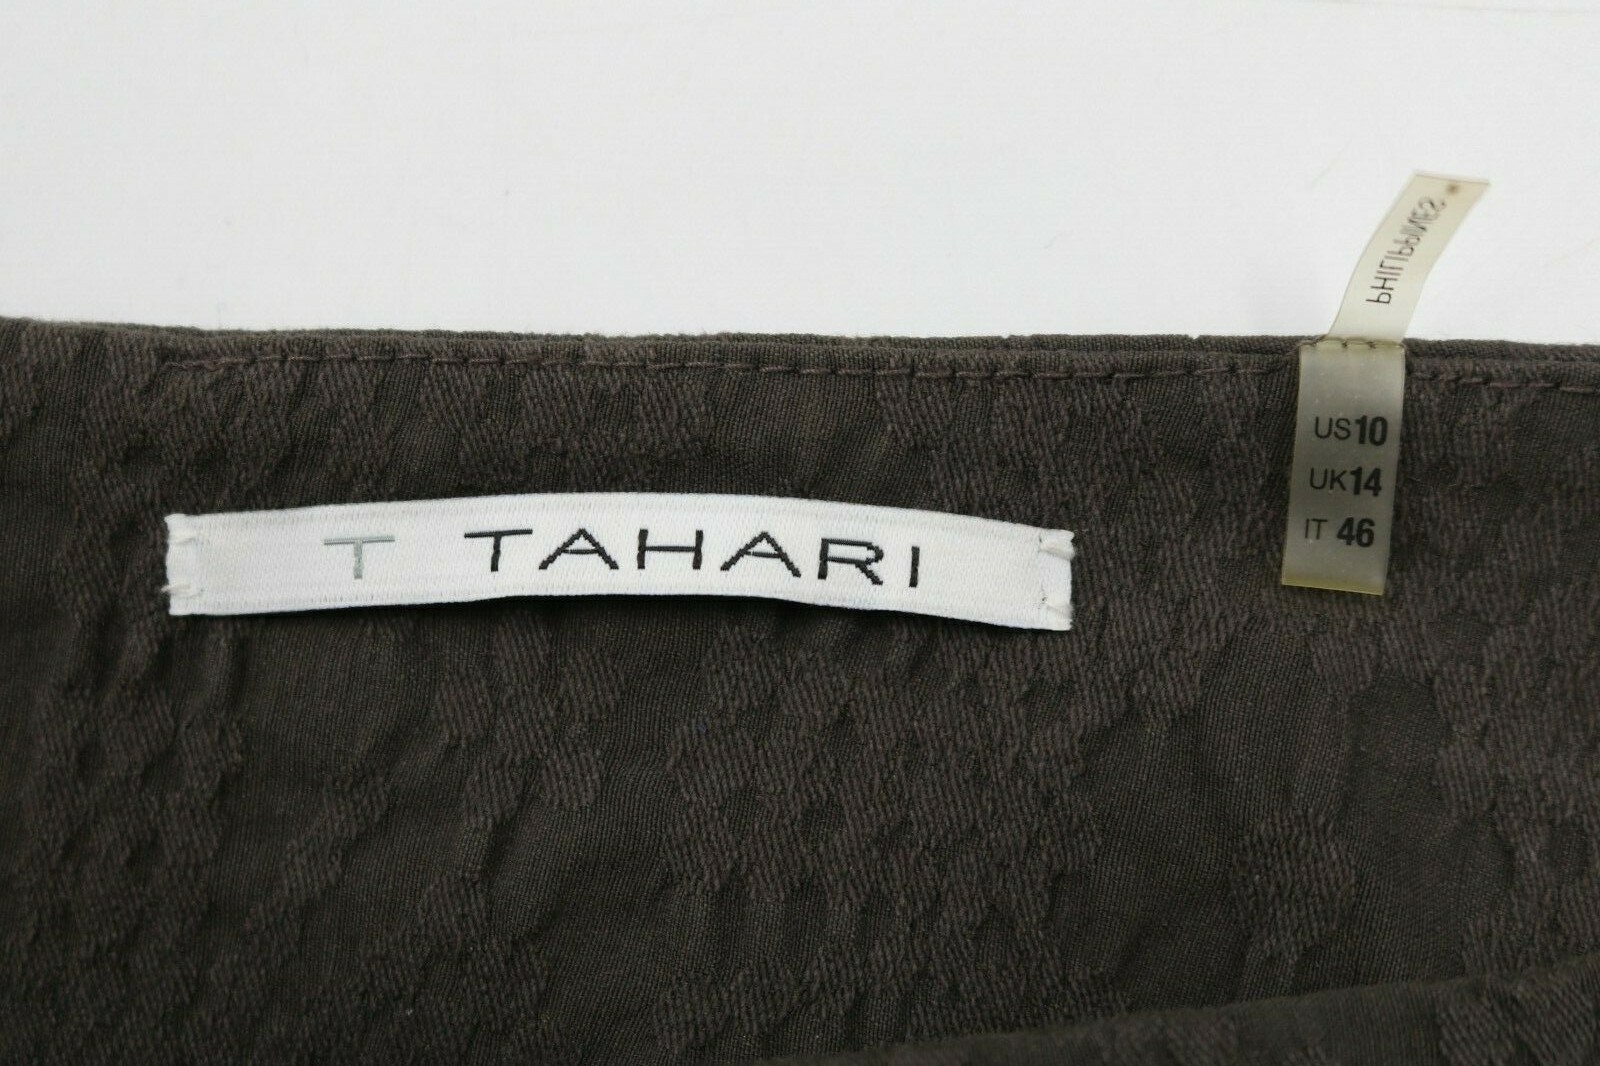 T TAHARI
PHILIPPINES
US10
UK14
IT 46